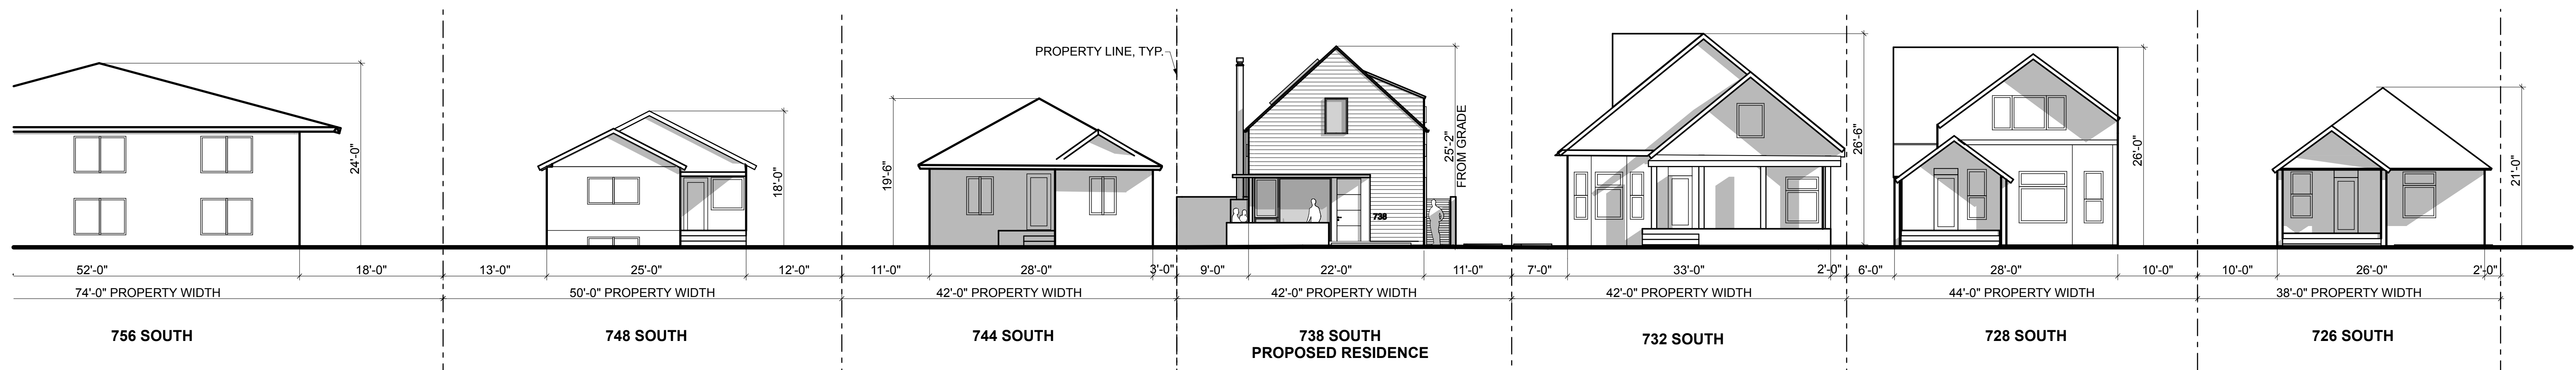 PROPERTY LINE, TYP.
24'-0"
18'-0"
19'-6"
25'-2"
FROM GRADE
738
26'-6"
26'-0"
21'-0"
52'-0" 18'-0" 13'-0" 25'-0" 12'-0" 11'-0" 28'-0" 3'-0" 9'-0" 22'-0" 11'-0" 7'-0" 33'-0" 2'-0" 6'-0" 28'-0" 10'-0" 10'-0" 26'-0" 2'-0"
74'-0" PROPERTY WIDTH 50'-0" PROPERTY WIDTH 42'-0" PROPERTY WIDTH 42'-0" PROPERTY WIDTH 42'-0" PROPERTY WIDTH 44'-0" PROPERTY WIDTH 38'-0" PROPERTY WIDTH
756 SOUTH 748 SOUTH 744 SOUTH 738 SOUTH 732 SOUTH 728 SOUTH 726 SOUTH
PROPOSED RESIDENCE